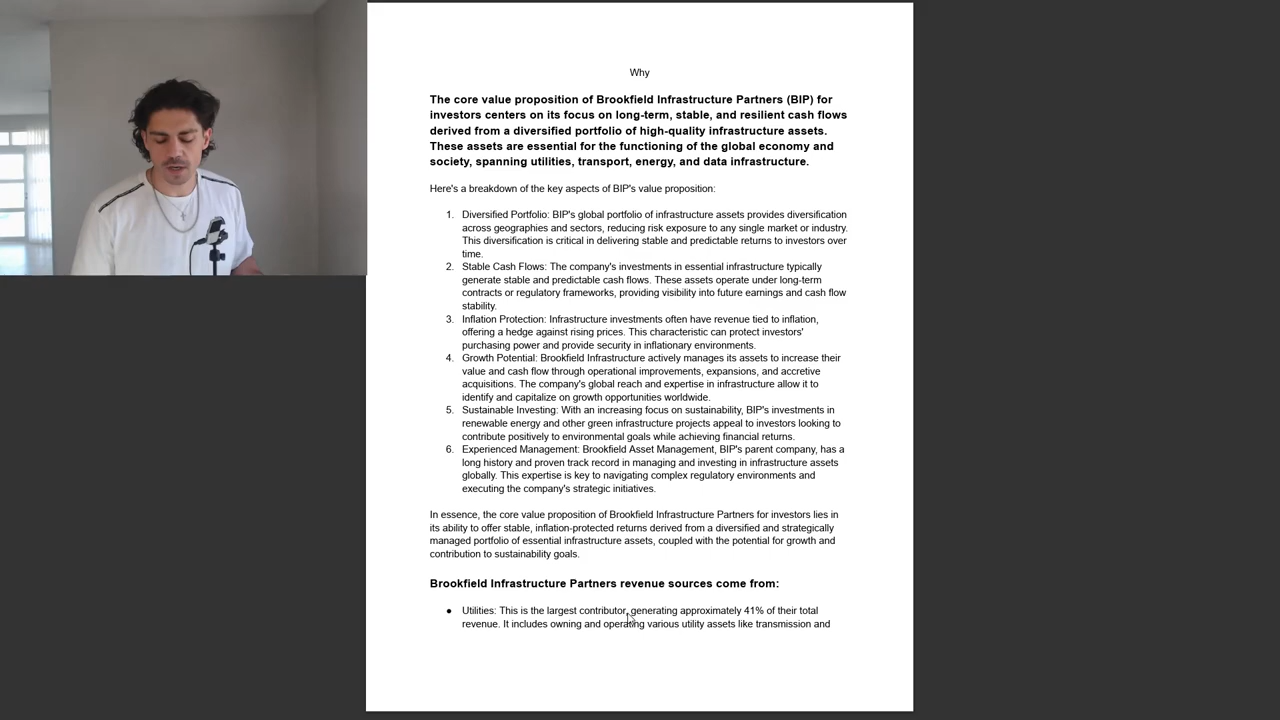 Why
The core value proposition of Brookfield Infrastructure Partners (BIP) for
investors centers on its focus on long-term, stable, and resilient cash flows
derived from a diversified portfolio of high-quality infrastructure assets.
These assets are essential for the functioning of the global economy and
society, spanning utilities, transport, energy, and data infrastructure.
Here's a breakdown of the key aspects of BIP's value proposition:
1. Diversified Portfolio: BIP's global portfolio of infrastructure assets provides diversification
across geographies and sectors, reducing risk exposure to any single market or industry.
This diversification is critical in delivering stable and predictable returns to investors over
time.
2. Stable Cash Flows: The company's investments in essential infrastructure typically
generate stable and predictable cash flows. These assets operate under long-term
contracts or regulatory frameworks, providing visibility into future earnings and cash flow
stability.
3. Inflation Protection: Infrastructure investments often have revenue tied to inflation,
offering a hedge against rising prices. This characteristic can protect investors'
purchasing power and provide security in inflationary environments.
4. Growth Potential: Brookfield Infrastructure actively manages its assets to increase their
value and cash flow through operational improvements, expansions, and accretive
acquisitions. The company's global reach and expertise in infrastructure allow it to
identify and capitalize on growth opportunities worldwide.
5. Sustainable Investing: With an increasing focus on sustainability, BIP's investments in
renewable energy and other green infrastructure projects appeal to investors looking to
contribute positively to environmental goals while achieving financial returns.
6. Experienced Management: Brookfield Asset Management, BIP's parent company, has a
long history and proven track record in managing and investing in infrastructure assets
globally. This expertise is key to navigating complex regulatory environments and
executing the company's strategic initiatives.
In essence, the core value proposition of Brookfield Infrastructure Partners for investors lies in
its ability to offer stable, inflation-protected returns derived from a diversified and strategically
managed portfolio of essential infrastructure assets, coupled with the potential for growth and
contribution to sustainability goals.
Brookfield Infrastructure Partners revenue sources come from:
● Utilities: This is the largest contributor, generating approximately 41% of their total
revenue. It includes owning and operating various utility assets like transmission and